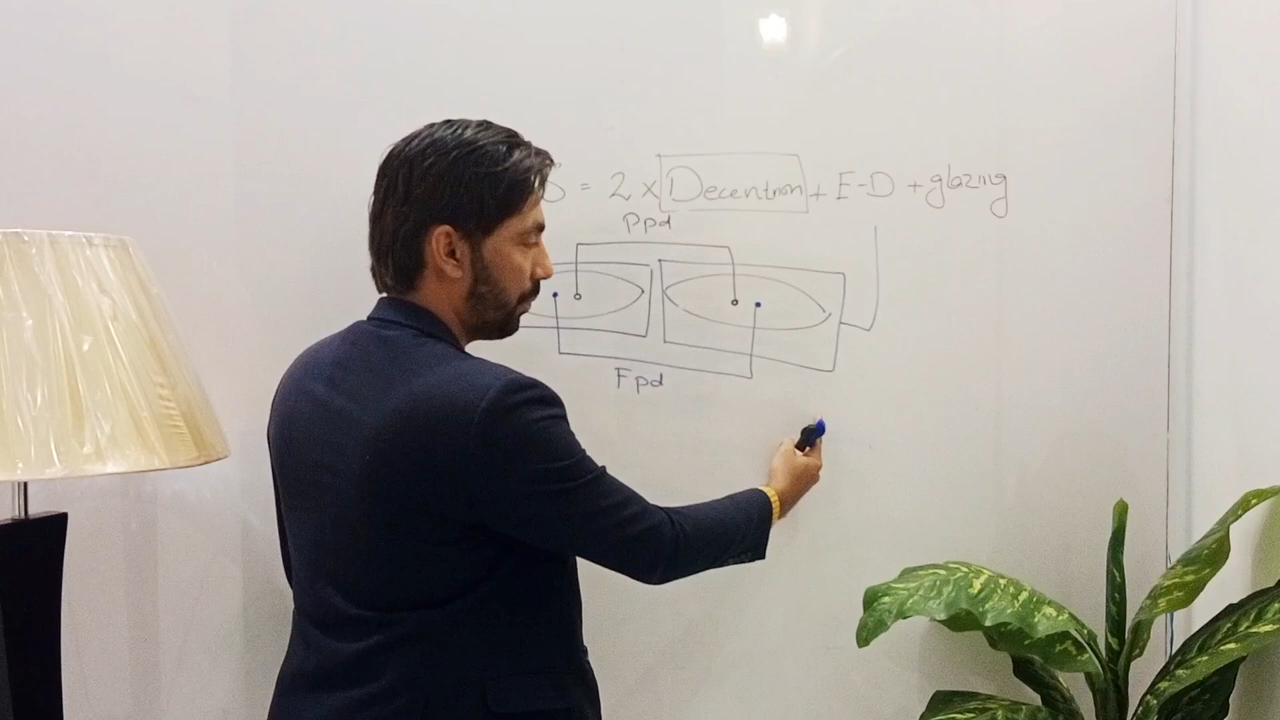 = 2 x Decentrion + E-D + glazing
Ppd
Fpd